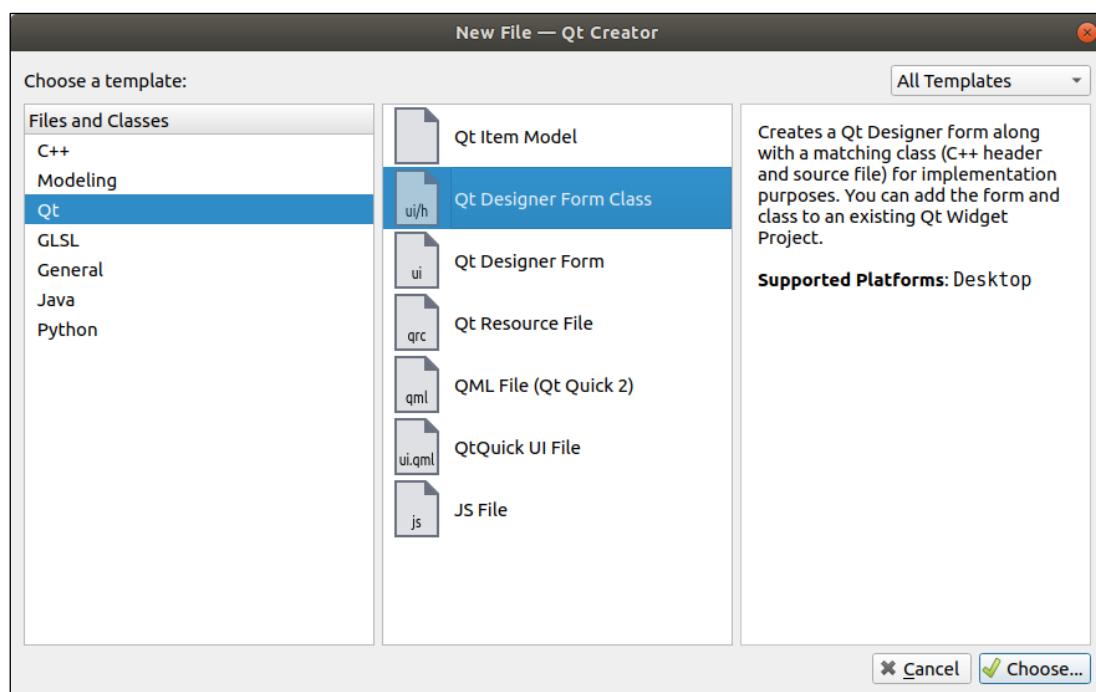 New File — Qt Creator
Choose a template:
All Templates
Files and Classes
C++
Modeling
Qt
GLSL
General
Java
Python
Qt Item Model
ui/h
Qt Designer Form Class
ui
Qt Designer Form
qrc
Qt Resource File
qml
QML File (Qt Quick 2)
ui.qml
QtQuick UI File
js
JS File
Creates a Qt Designer form along
with a matching class (C++ header
and source file) for implementation
purposes. You can add the form and
class to an existing Qt Widget
Project.
Supported Platforms: Desktop
Cancel
Choose...